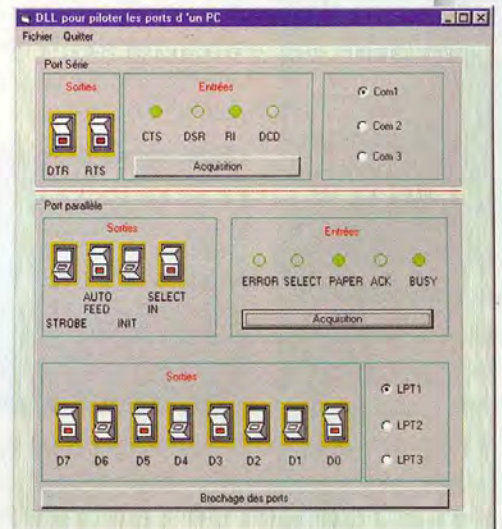 DLL pour piloter les ports d 'un PC
Fichier Quitter
Port Série
Sorties
DTR RTS
Entrées
CTS DSR RI DCD
Acquisition
Com1
Com 2
Com 3
Port parallèle
Sorties
STROBE
AUTO FEED
INIT
SELECT IN
Entrées
ERROR SELECT PAPER ACK BUSY
Acquisition
Sorties
D7 D6 D5 D4 D3 D2 D1 D0
LPT1
LPT2
LPT3
Brochage des ports